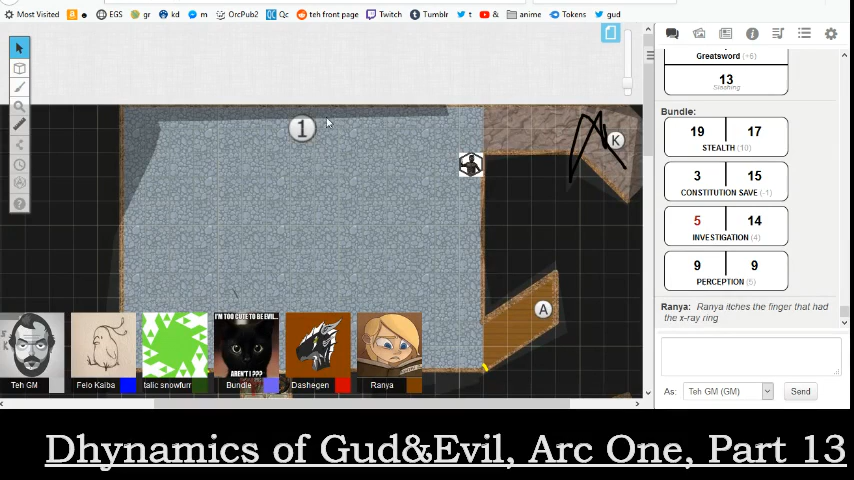 Most Visited EGS gr kd m OrcPub2 Qc teh front page Twitch Tumblr t & anime Tokens gud
Greatsword (+6)
13
Slashing
Bundle:
19 17
STEALTH (10)
3 15
CONSTITUTION SAVE (-1)
5 14
INVESTIGATION (4)
9 9
PERCEPTION (5)
Ranya: Ranya itches the finger that had
the x-ray ring
As: Teh GM (GM) Send
1
K
A
I'M TOO CUTE TO BE EVIL.
AREN'T I ???
Teh GM Felo Kaiba talic snowfurr Bundle Dashegen Ranya
Dhynamics of Gud&Evil, Arc One, Part 13